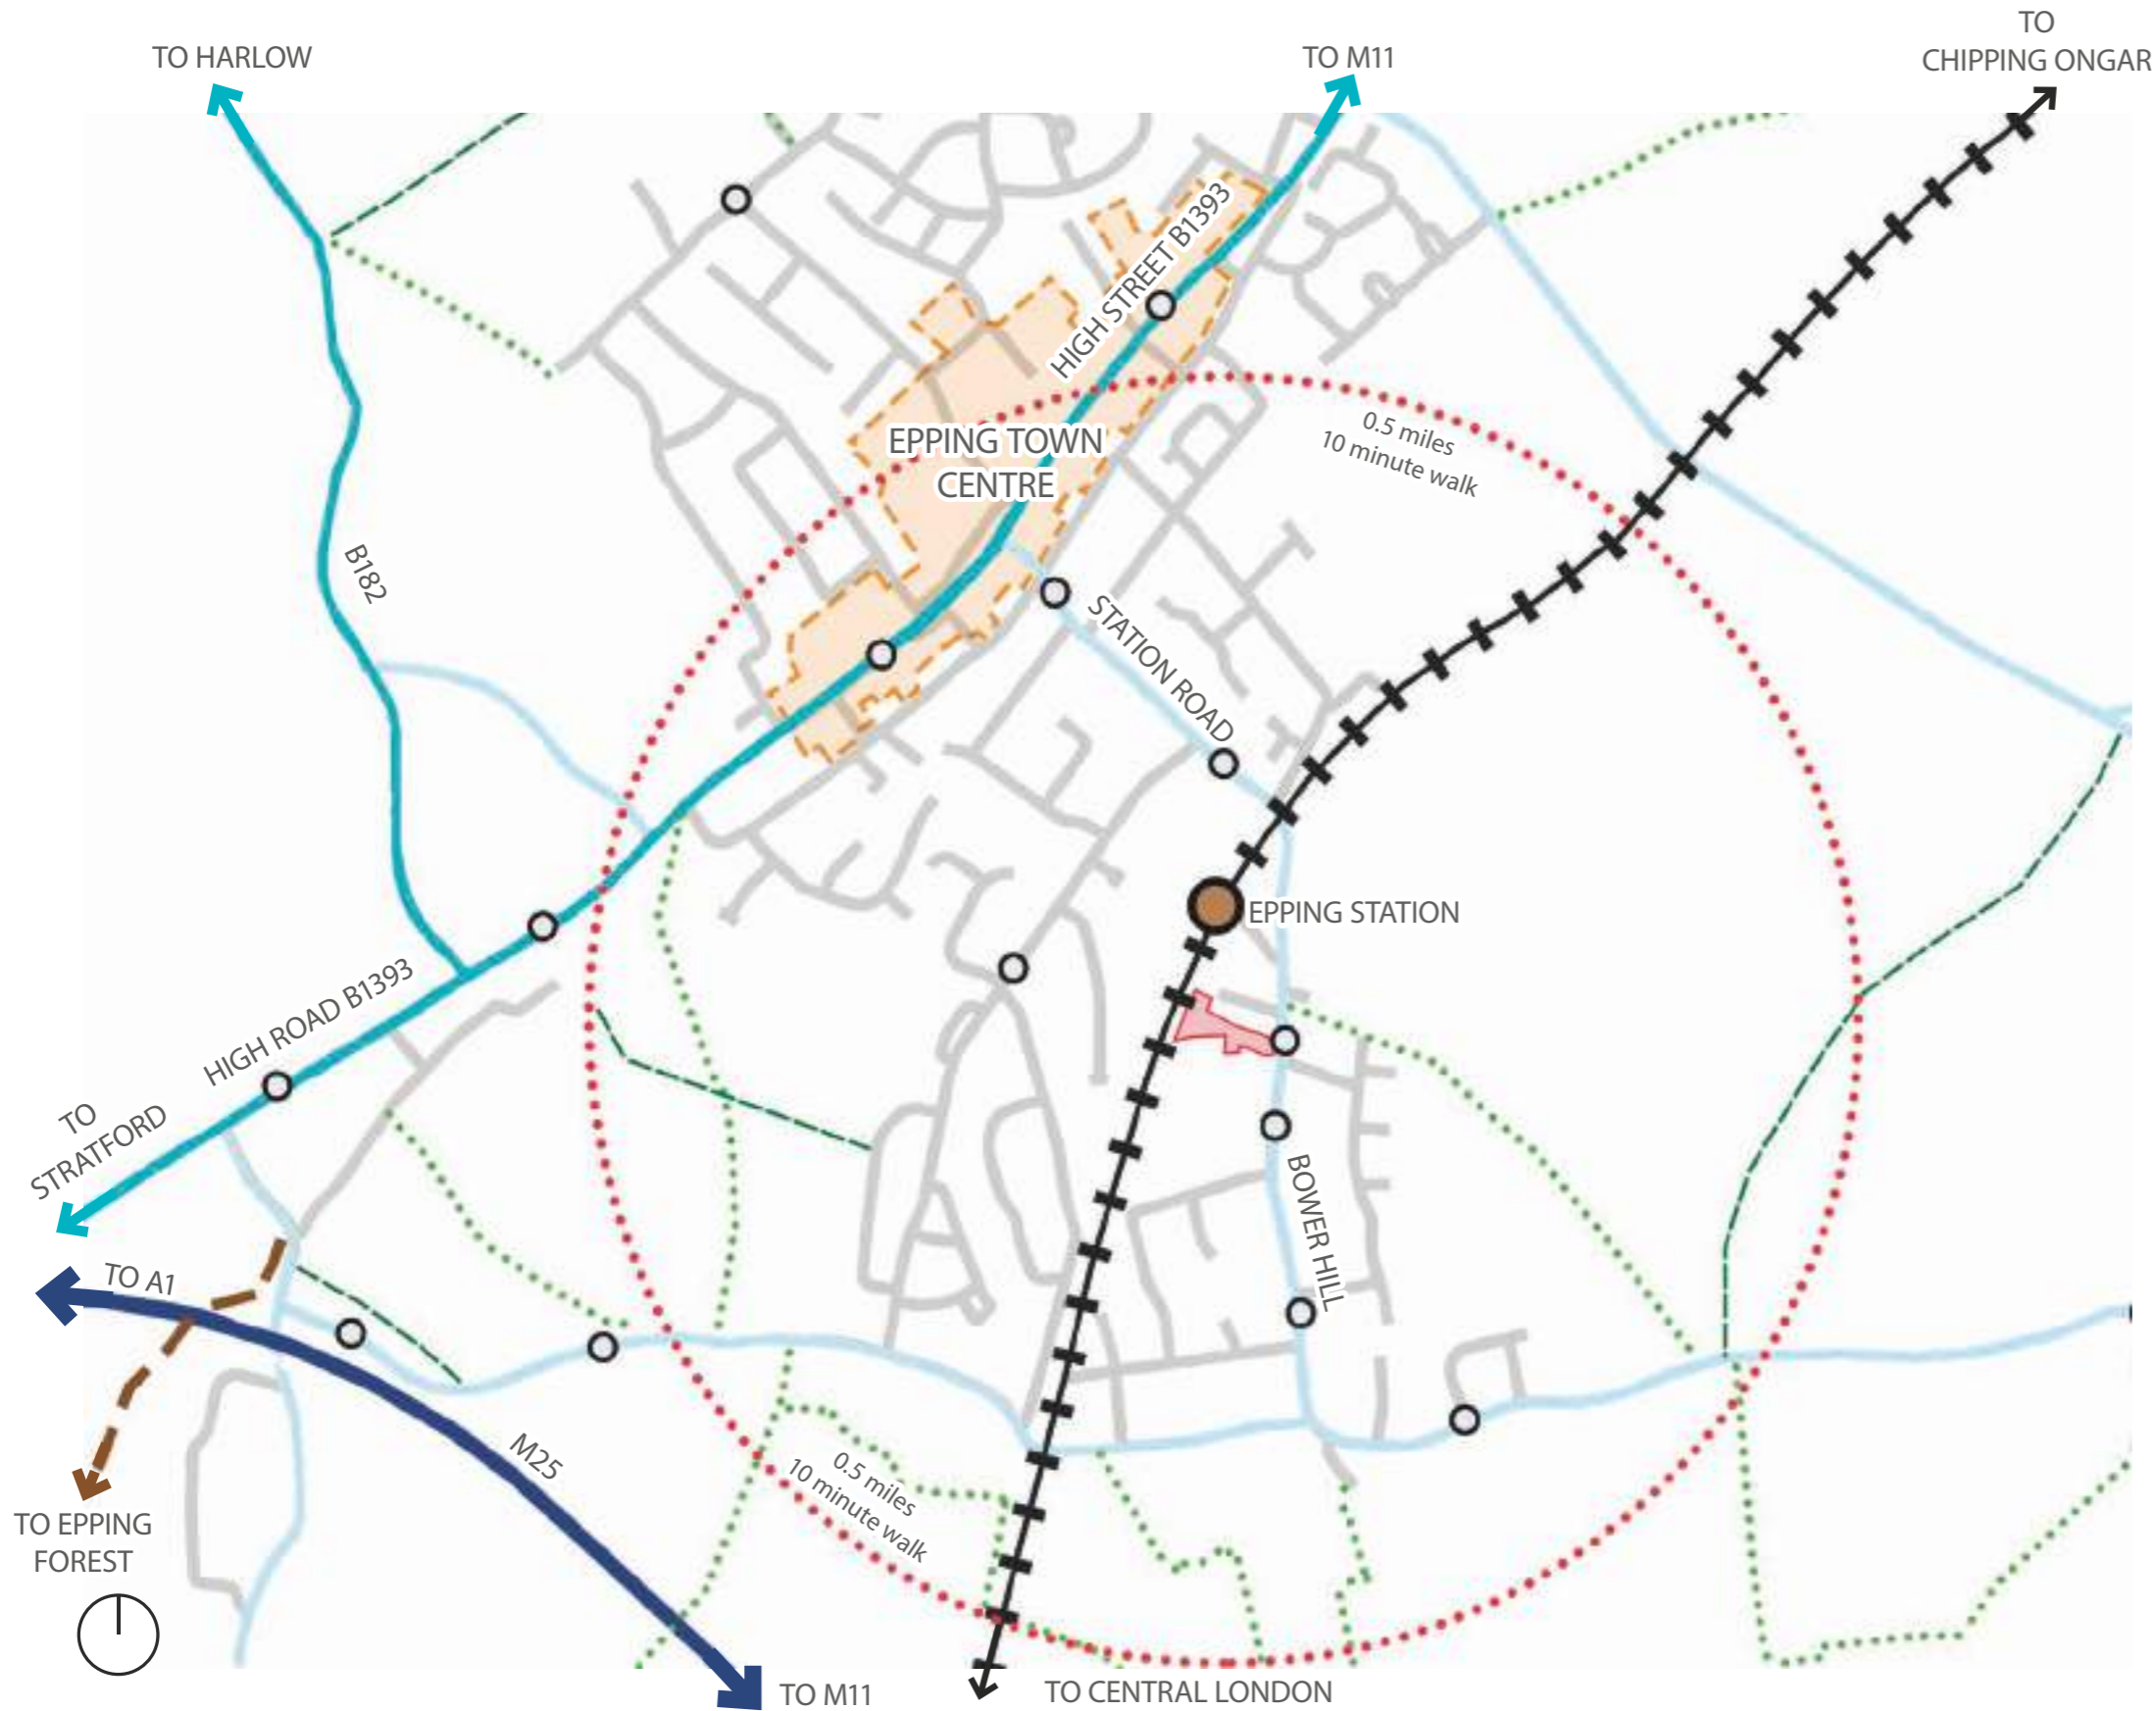 TO HARLOW
TO M11
TO
CHIPPING ONGAR
HIGH STREET B1393
0.5 miles
10 minute walk
EPPING TOWN
CENTRE
B182
STATION ROAD
EPPING STATION
HIGH ROAD B1393
TO
STRATFORD
BOWER HILL
TO A1
M25
0.5 miles
10 minute walk
TO EPPING
FOREST
TO M11
TO CENTRAL LONDON